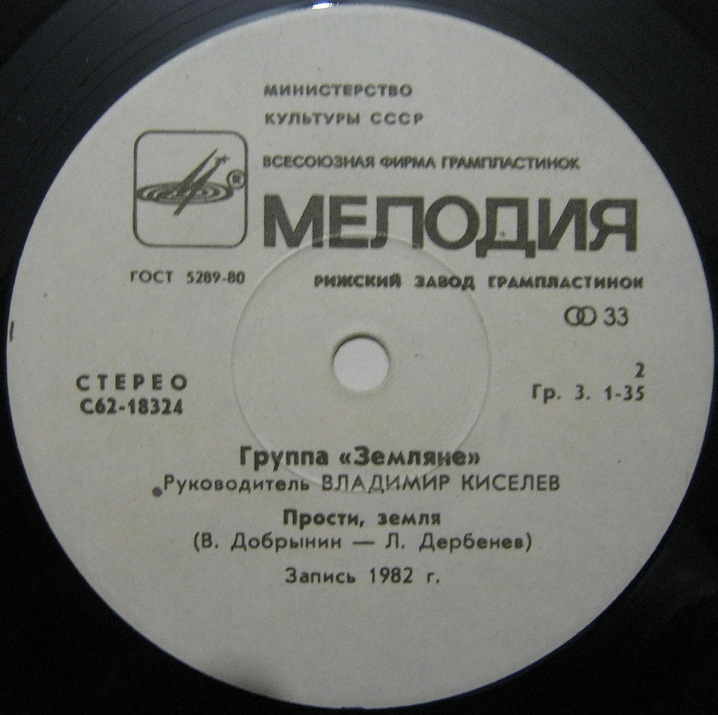 МИНИСТЕРСТВО
КУЛЬТУРЫ СССР
ВСЕСОЮЗНАЯ ФИРМА ГРАМПЛАСТИНОК
®
МЕЛОДИЯ
ГОСТ 5289-80
РИЖСКИЙ ЗАВОД ГРАМПЛАСТИНОК
33
СТЕРЕО
С62-18324
2
Гр. 3. 1-35
Группа «Земляне»
Руководитель ВЛАДИМИР КИСЕЛЕВ
Прости, земля
(В. Добрынин — Л. Дербенев)
Запись 1982 г.